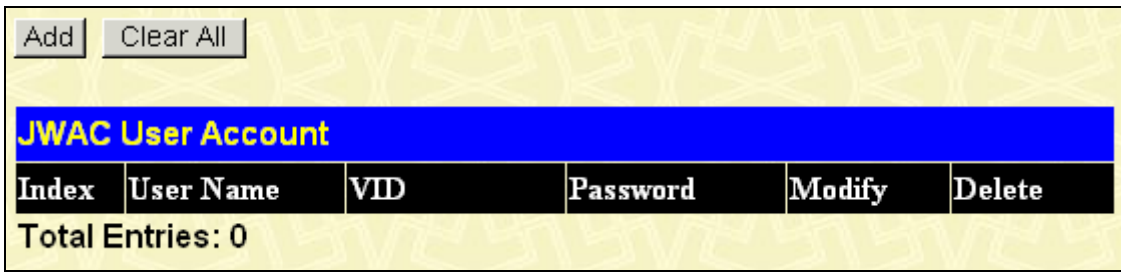 Add Clear All
JWAC User Account
Index User Name VID Password Modify Delete
Total Entries: 0